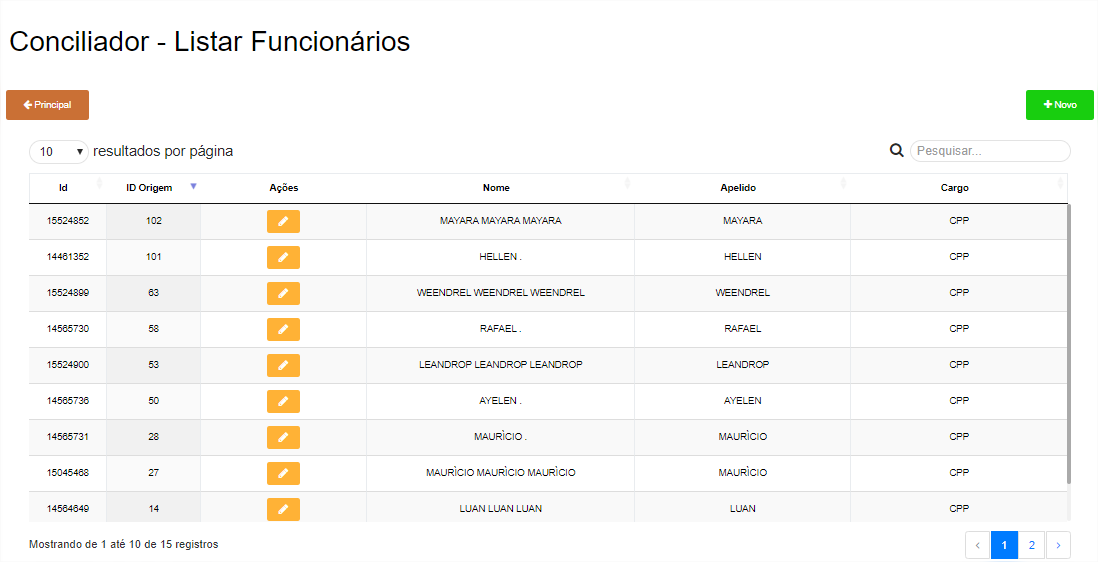 Conciliador - Listar Funcionários
Principal
Novo
10 resultados por página
Pesquisar...
Id ID Origem Ações Nome Apelido Cargo
15524852 102 MAYARA MAYARA MAYARA MAYARA CPP
14461352 101 HELLEN . HELLEN CPP
15524899 63 WEENDREL WEENDREL WEENDREL WEENDREL CPP
14565730 58 RAFAEL . RAFAEL CPP
15524900 53 LEANDROP LEANDROP LEANDROP LEANDROP CPP
14565736 50 AYELEN . AYELEN CPP
14565731 28 MAURÌCIO . MAURÌCIO CPP
15045468 27 MAURÌCIO MAURÌCIO MAURÌCIO MAURÌCIO CPP
14564649 14 LUAN LUAN LUAN LUAN CPP
Mostrando de 1 até 10 de 15 registros
‹ 1 2 ›